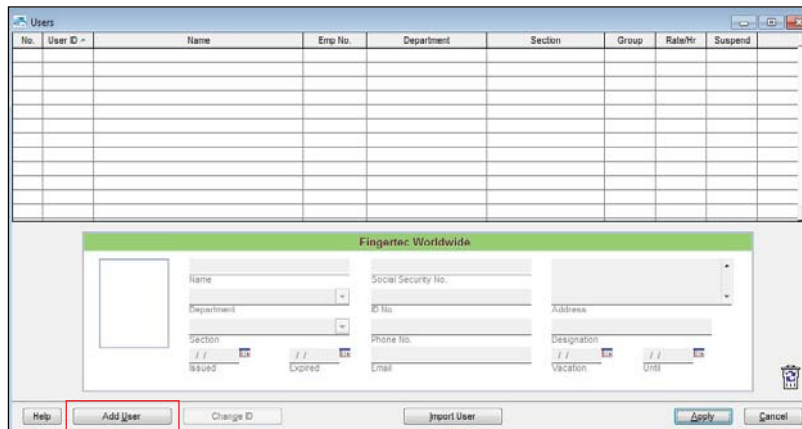 Users
No. User ID Name Emp No. Department Section Group Rate/Hr Suspend
Fingertec Worldwide
Name Social Security No.
Department ID No. Address
Section Phone No. Designation
/ / / / / / / /
Issued Expired Email Vacation Until
Help Add User Change ID Import User Apply Cancel